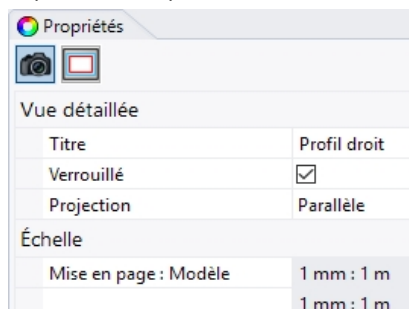 Propriétés
Vue détaillée
Titre Profil droit
Verrouillé
Projection Parallèle
Échelle
Mise en page : Modèle 1 mm : 1 m
1 mm : 1 m